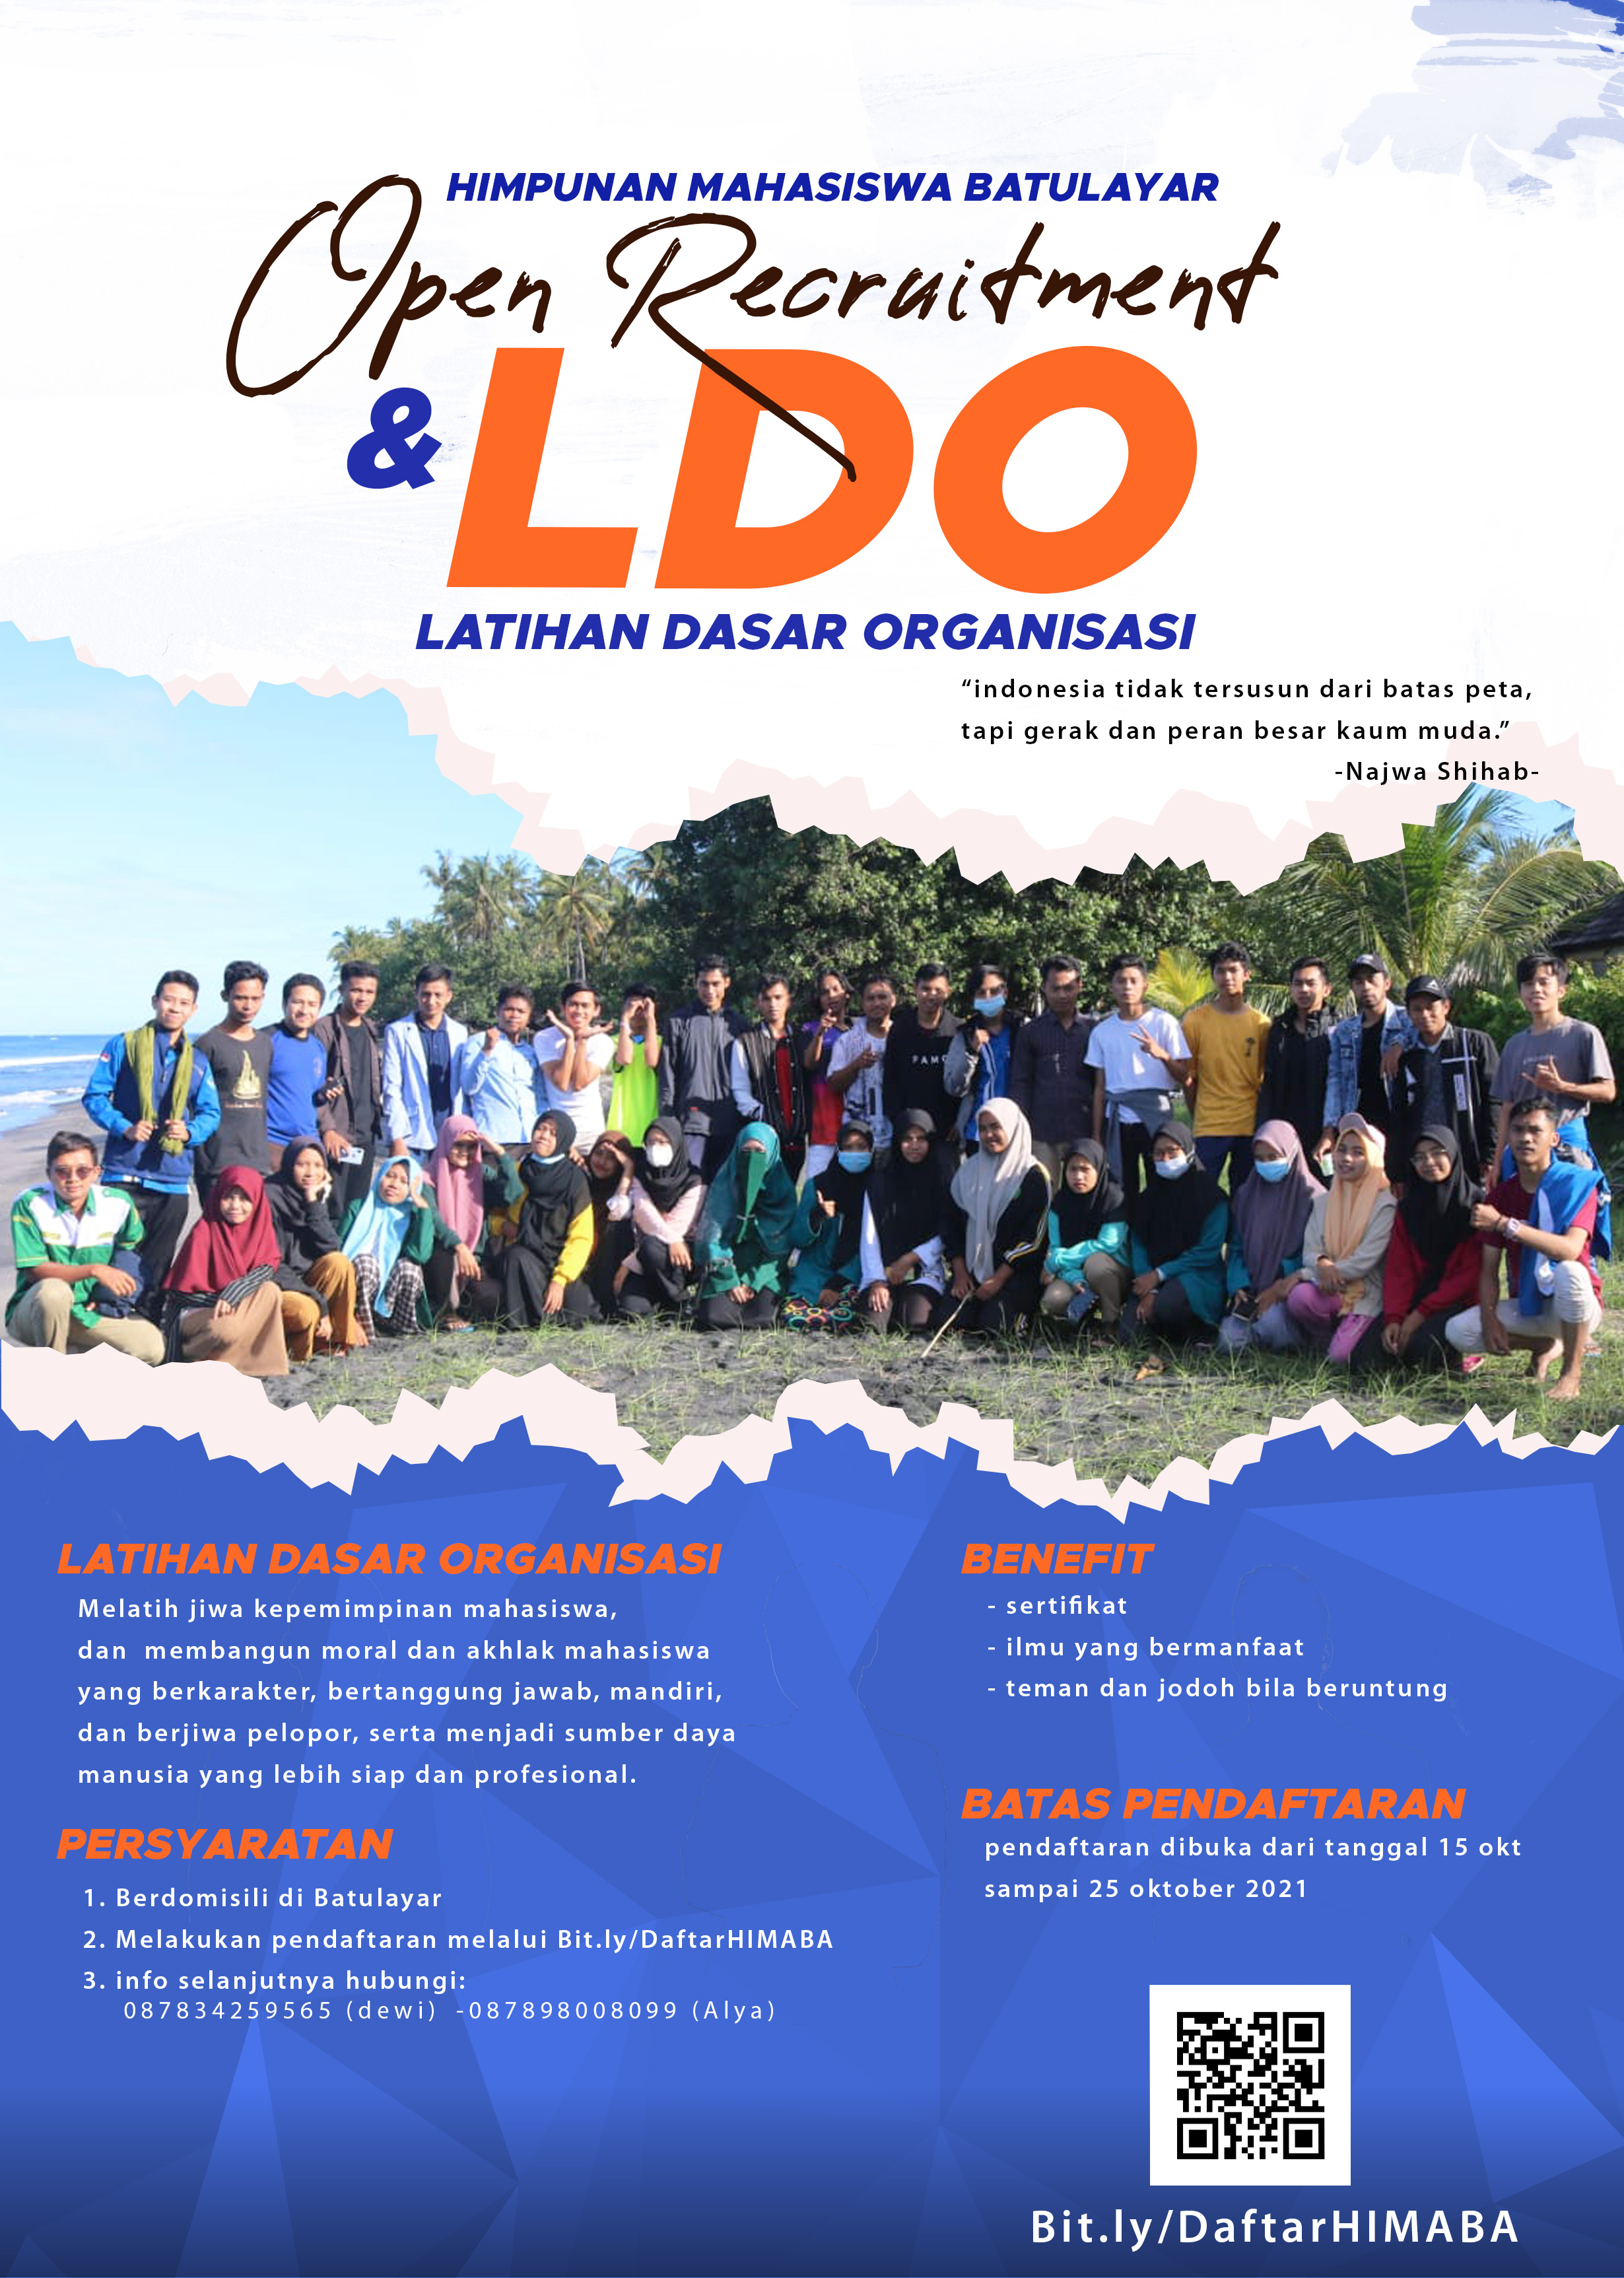 HIMPUNAN MAHASISWA BATULAYAR
Open Recruitment
& LDO
LATIHAN DASAR ORGANISASI
“indonesia tidak tersusun dari batas peta,
tapi gerak dan peran besar kaum muda.”
-Najwa Shihab-
FAMO
LATIHAN DASAR ORGANISASI
Melatih jiwa kepemimpinan mahasiswa,
dan membangun moral dan akhlak mahasiswa
yang berkarakter, bertanggung jawab, mandiri,
dan berjiwa pelopor, serta menjadi sumber daya
manusia yang lebih siap dan profesional.
PERSYARATAN
1. Berdomisili di Batulayar
2. Melakukan pendaftaran melalui Bit.ly/DaftarHIMABA
3. info selanjutnya hubungi:
087834259565 (dewi) -087898008099 (Alya)
BENEFIT
- sertifikat
- ilmu yang bermanfaat
- teman dan jodoh bila beruntung
BATAS PENDAFTARAN
pendaftaran dibuka dari tanggal 15 okt
sampai 25 oktober 2021
Bit.ly/DaftarHIMABA